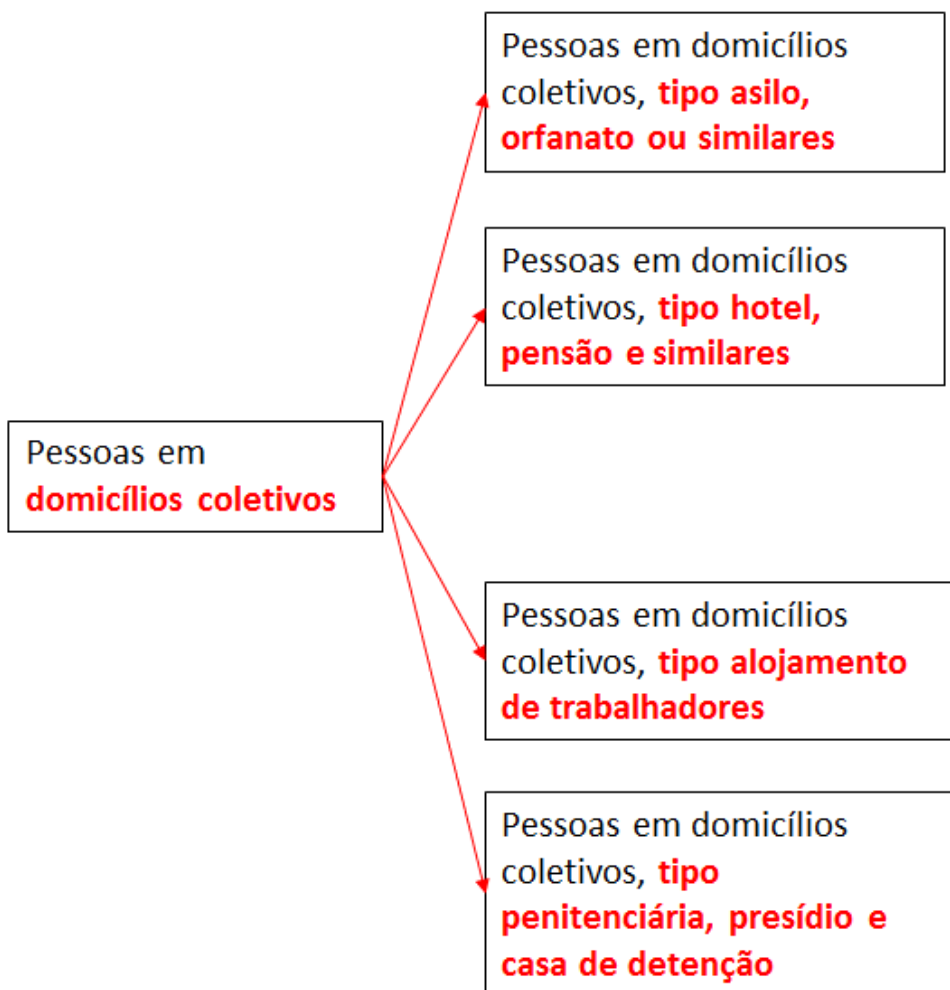 Pessoas em domicílios
coletivos, tipo asilo,
orfanato ou similares
Pessoas em domicílios
coletivos, tipo hotel,
pensão e similares
Pessoas em
domicílios coletivos
Pessoas em domicílios
coletivos, tipo alojamento
de trabalhadores
Pessoas em domicílios
coletivos, tipo
penitenciária, presídio e
casa de detenção